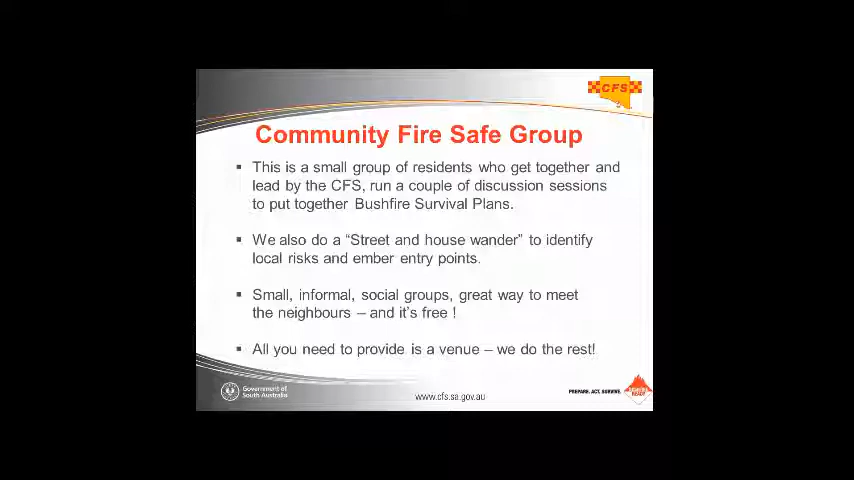 CFS
Community Fire Safe Group
▪ This is a small group of residents who get together and
lead by the CFS, run a couple of discussion sessions
to put together Bushfire Survival Plans.
▪ We also do a “Street and house wander” to identify
local risks and ember entry points.
▪ Small, informal, social groups, great way to meet
the neighbours – and it’s free !
▪ All you need to provide is a venue – we do the rest!
Government of
South Australia
www.cfs.sa.gov.au
PREPARE. ACT. SURVIVE.
BUSHFIRE
READY